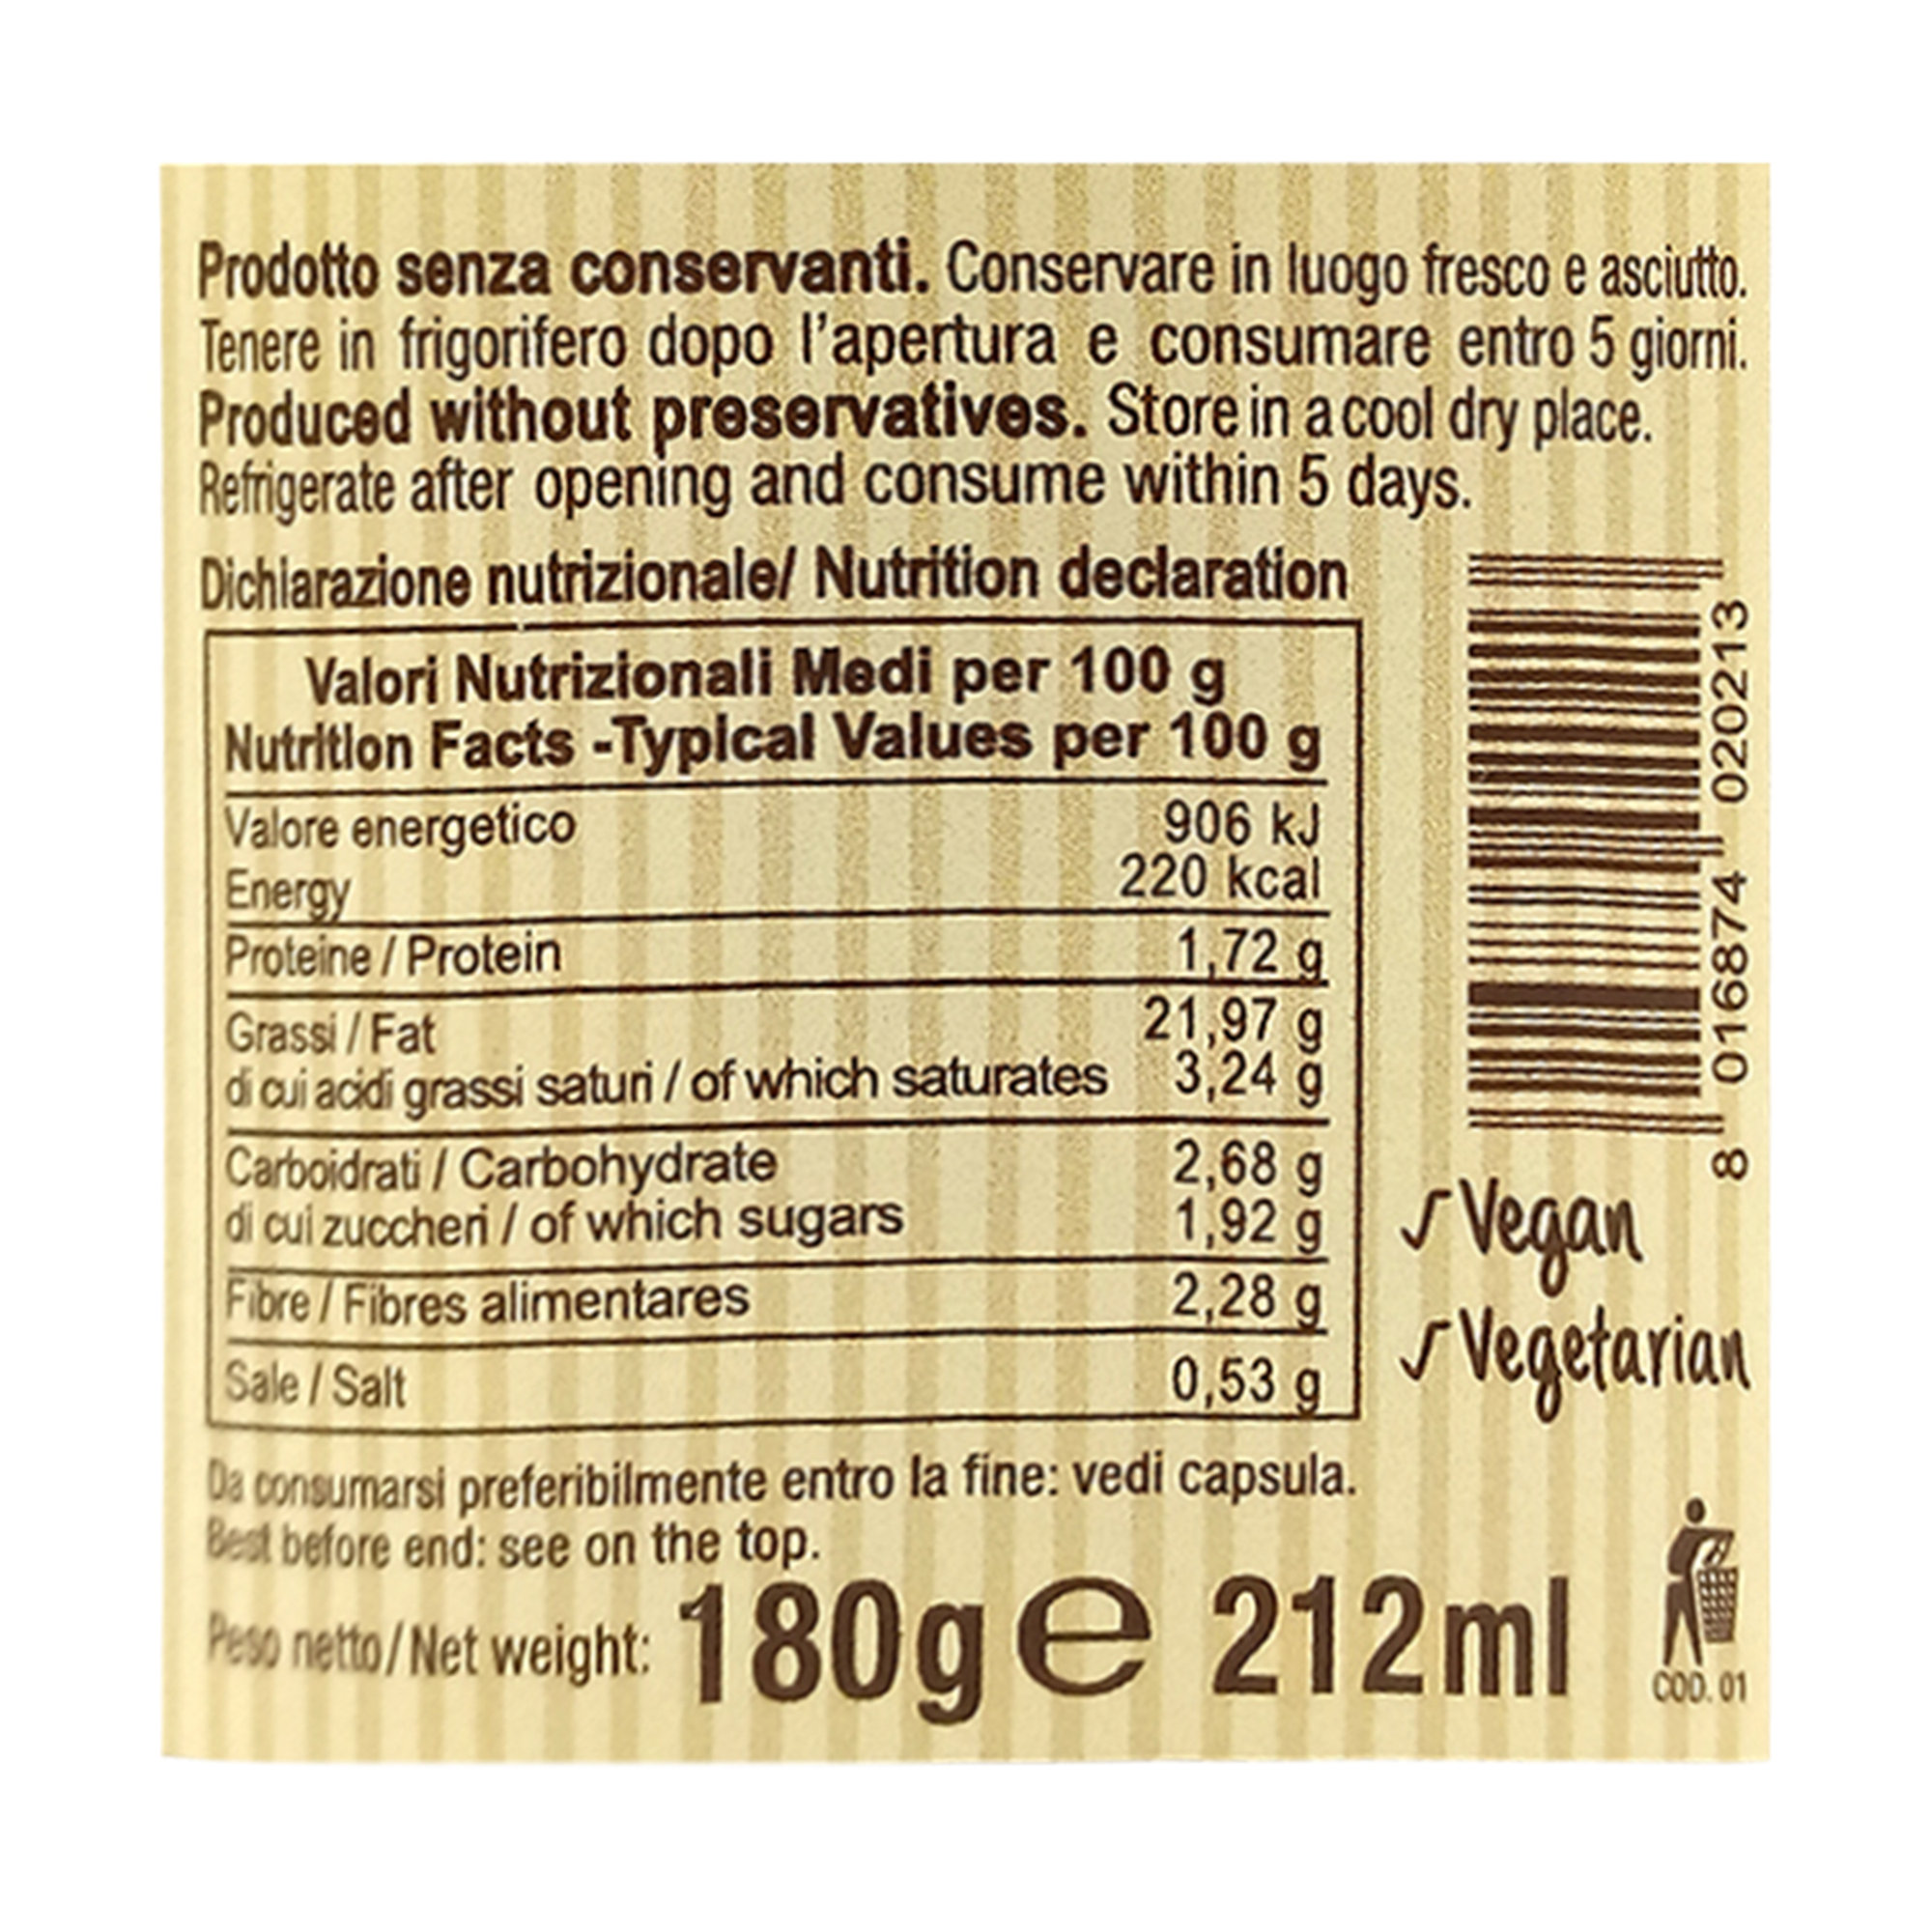 Prodotto senza conservanti. Conservare in luogo fresco e asciutto.
Tenere in frigorifero dopo l'apertura e consumare entro 5 giorni.
Produced without preservatives. Store in a cool dry place.
Refrigerate after opening and consume within 5 days.
Dichiarazione nutrizionale/ Nutrition declaration
Valori Nutrizionali Medi per 100 g
Nutrition Facts -Typical Values per 100 g
Valore energetico 906 kJ
Energy 220 kcal
Proteine / Protein 1,72 g
Grassi / Fat 21,97 g
di cui acidi grassi saturi / of which saturates 3,24 g
Carboidrati / Carbohydrate 2,68 g
di cui zuccheri / of which sugars 1,92 g
Fibre / Fibres alimentares 2,28 g
Sale / Salt 0,53 g
8 016874 020213
√ Vegan
√ Vegetarian
Da consumarsi preferibilmente entro la fine: vedi capsula.
Best before end: see on the top.
Peso netto/Net weight: 180g e 212ml
COD. 01